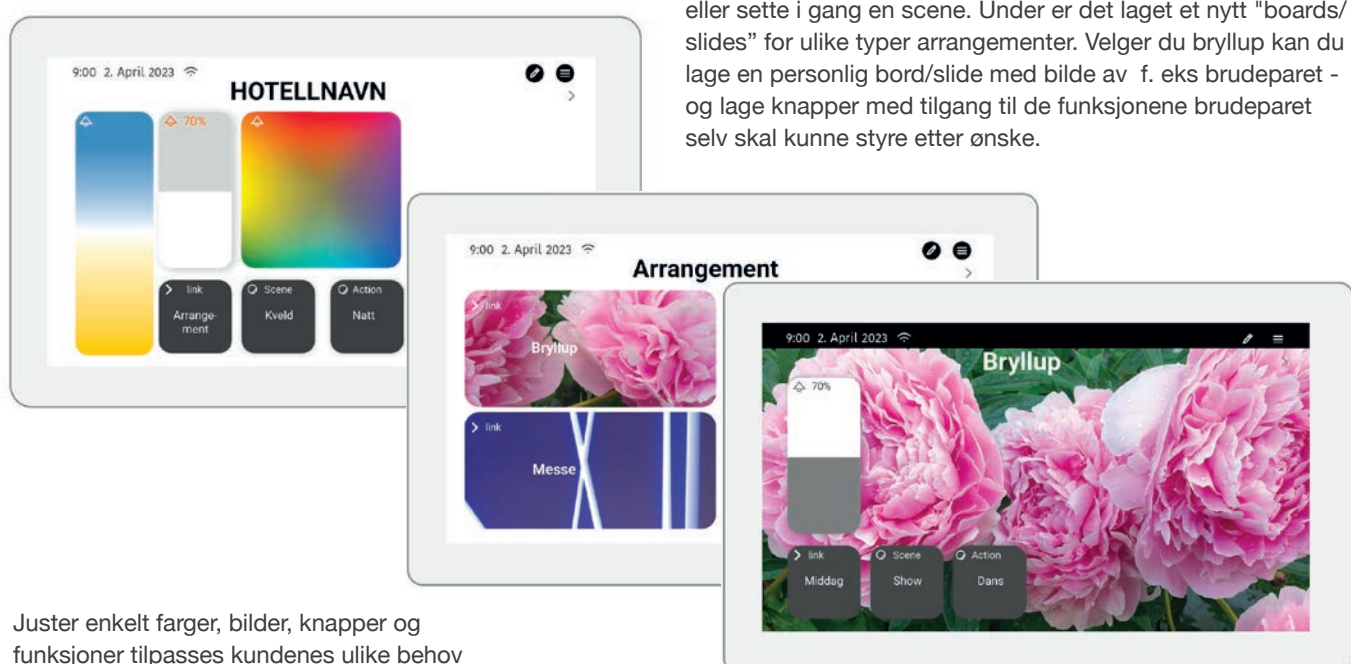 eller sette i gang en scene. Under er det laget et nytt "boards/
slides” for ulike typer arrangementer. Velger du bryllup kan du
lage en personlig bord/slide med bilde av f. eks brudeparet -
og lage knapper med tilgang til de funksjonene brudeparet
selv skal kunne styre etter ønske.
9:00 2. April 2023
HOTELLNAVN
70%
link
Arrange-
ment
Scene
Kveld
Action
Natt
9:00 2. April 2023
Arrangement
link
Bryllup
link
Messe
9:00 2. April 2023
Bryllup
70%
link
Middag
Scene
Show
Action
Dans
Juster enkelt farger, bilder, knapper og
funksjoner tilpasses kundenes ulike behov